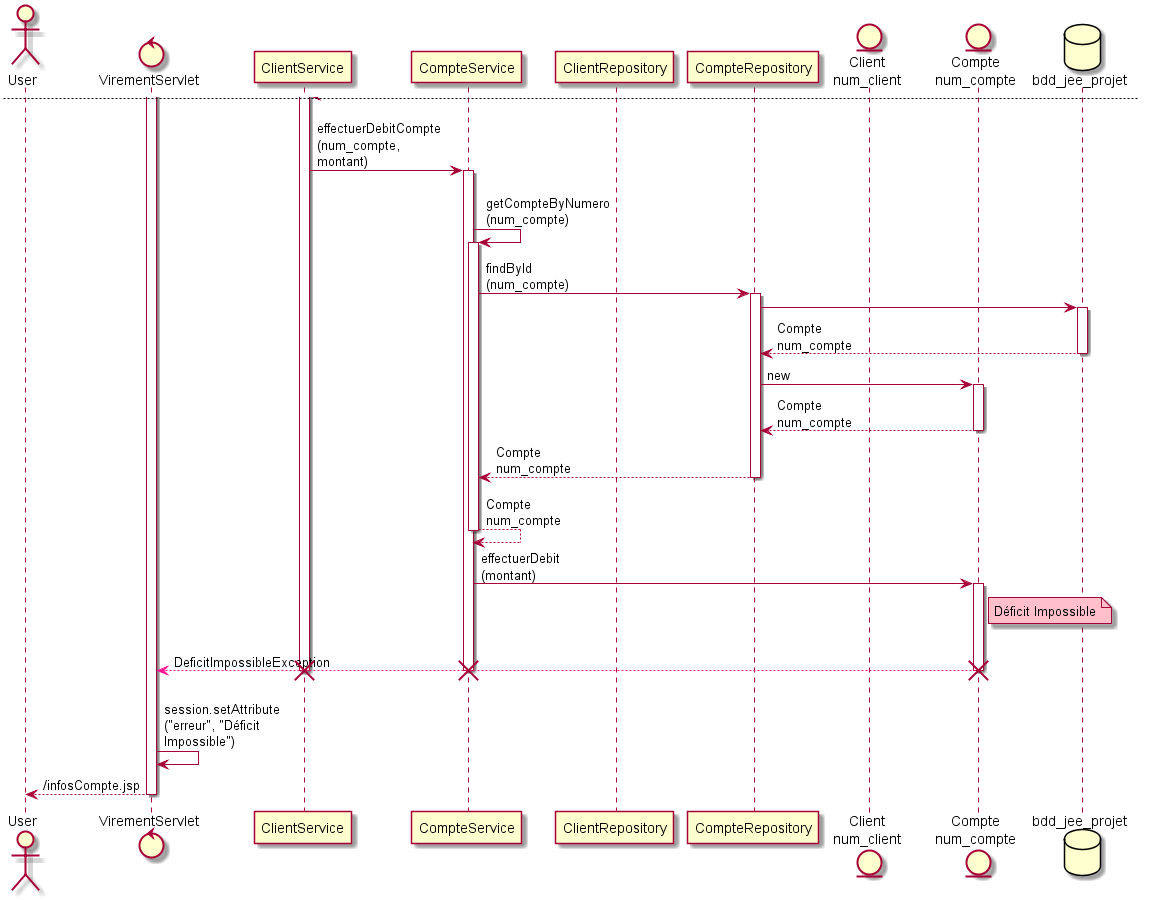 User
VirementServlet
ClientService
CompteService
ClientRepository
CompteRepository
Client
num_client
Compte
num_compte
bdd_jee_projet
effectuerDebitCompte
(num_compte,
montant)
getCompteByNumero
(num_compte)
findById
(num_compte)
Compte
num_compte
new
Compte
num_compte
Compte
num_compte
Compte
num_compte
effectuerDebit
(montant)
Déficit Impossible
DeficitImpossibleException
session.setAttribute
("erreur", "Déficit
Impossible")
/infosCompte.jsp
User
VirementServlet
ClientService
CompteService
ClientRepository
CompteRepository
Client
num_client
Compte
num_compte
bdd_jee_projet